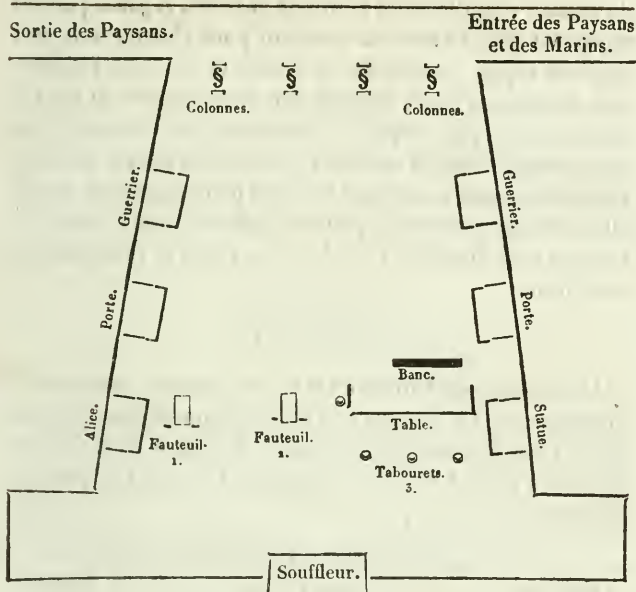 Sortie des Paysans.
Entrée des Paysans
et des Marins.
§ § § §
Colonnes.
Colonnes.
Guerrier.
Guerrier.
Porte.
Porte.
Banc.
Alice.
Fauteuil.
1.
Fauteuil.
2.
Table.
Statue.
Tabourets.
3.
Souffleur.